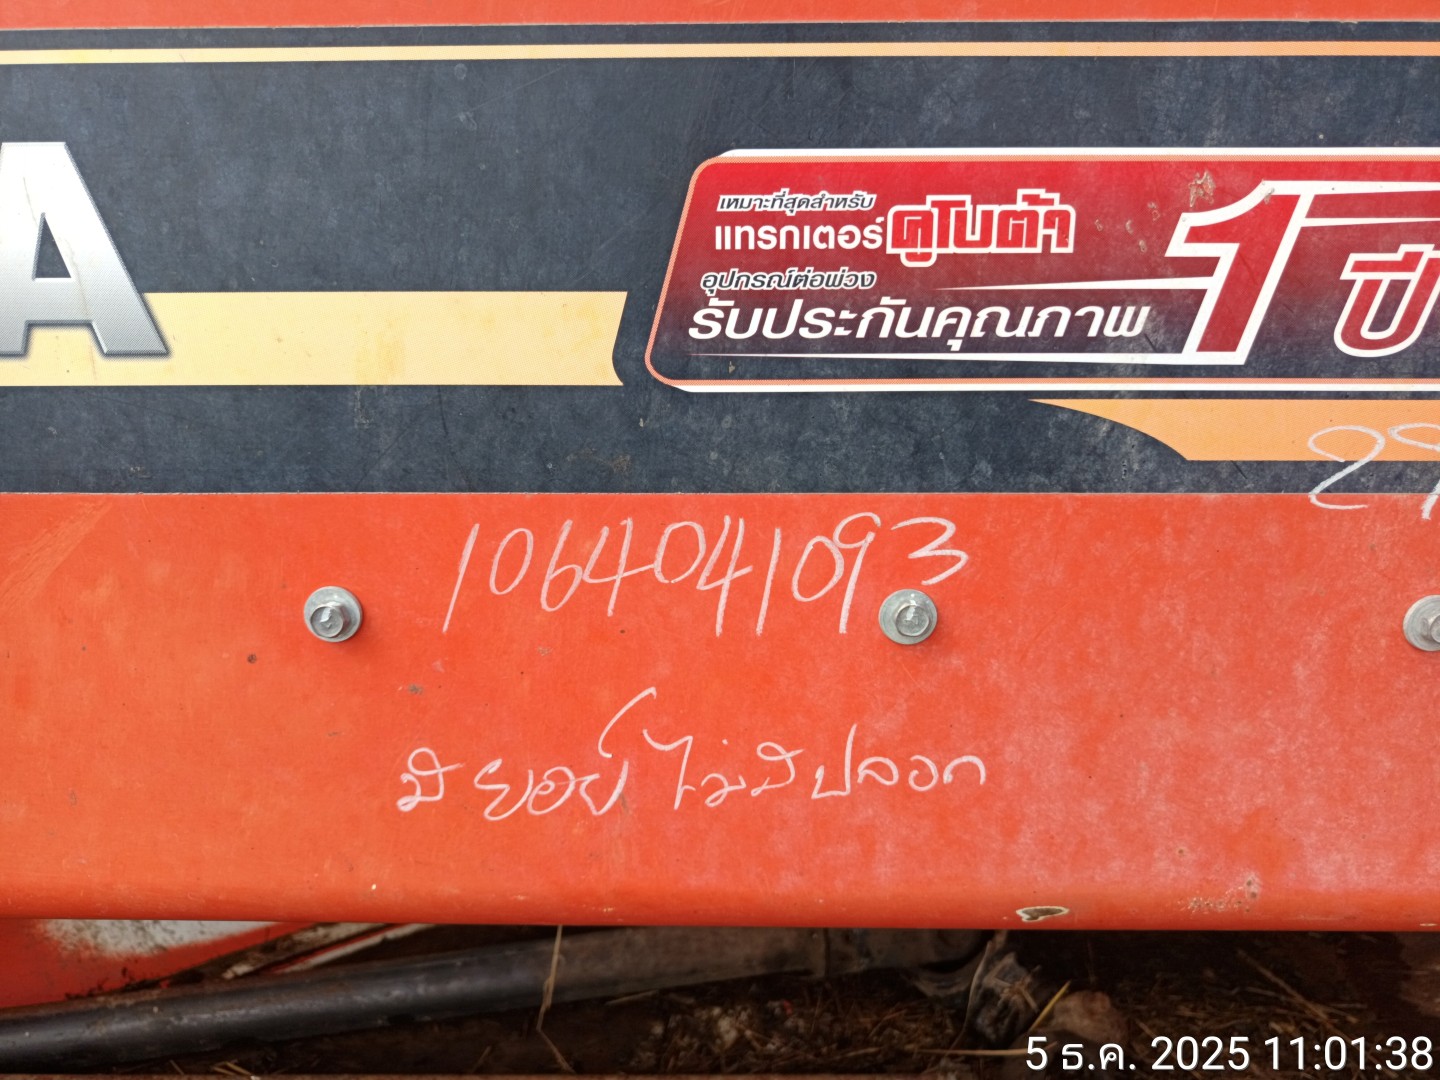 A
เหมาะที่สุดสำหรับ
แทรกเตอร์คูโบต้า
อุปกรณ์ต่อพ่วง
รับประกันคุณภาพ 1 ปี
29
1064041093
มียอย ไม่มีปลอก
5 ธ.ค. 2025 11:01:38